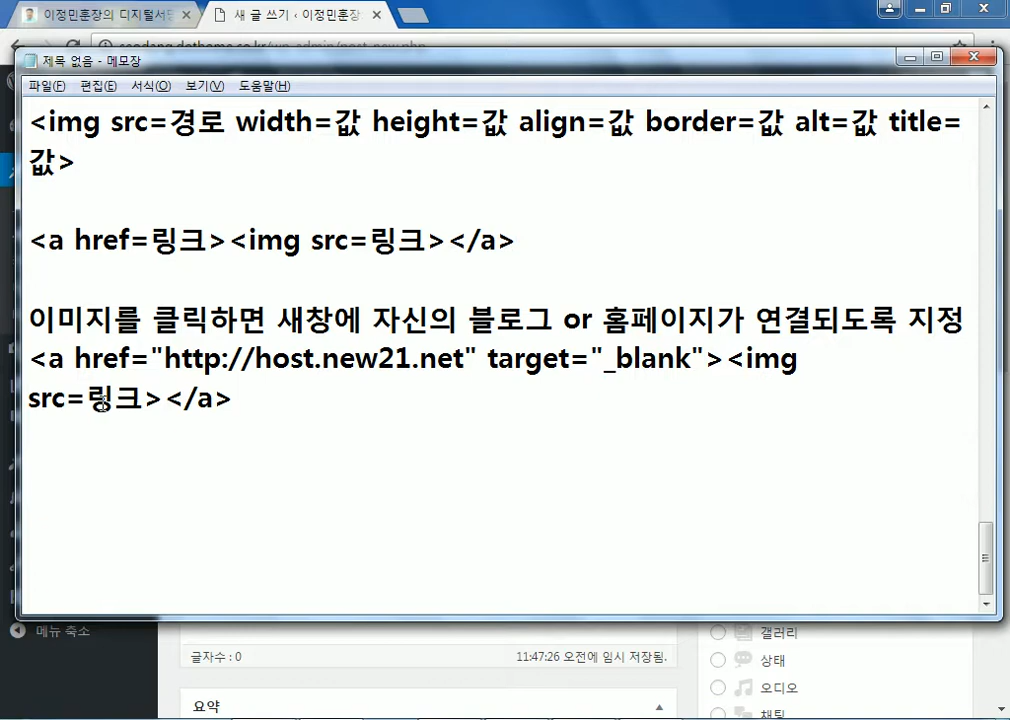 이정민훈장의 디지털서당
새 글 쓰기 ‹ 이정민훈장
제목 없음 - 메모장
파일(F) 편집(E) 서식(O) 보기(V) 도움말(H)
<img src=경로 width=값 height=값 align=값 border=값 alt=값 title=
값>
<a href=링크><img src=링크></a>
이미지를 클릭하면 새창에 자신의 블로그 or 홈페이지가 연결되도록 지정
<a href="http://host.new21.net" target="_blank"><img
src=링크></a>
메뉴 축소
갤러리
글자수 : 0
11:47:26 오전에 임시 저장됨.
상태
오디오
요약
채팅